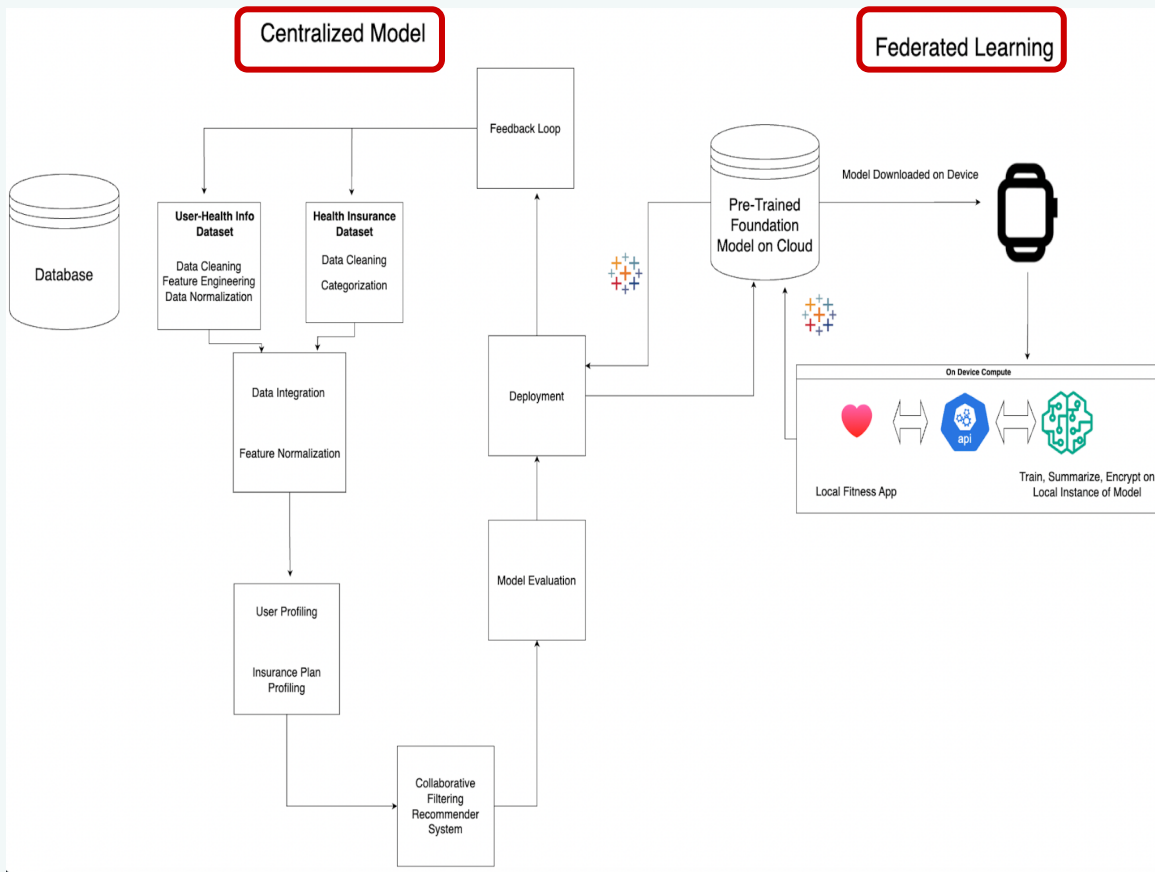 Centralized Model
Federated Learning
Feedback Loop
Database
User-Health Info
Dataset
Data Cleaning
Feature Engineering
Data Normalization
Health Insurance
Dataset
Data Cleaning
Categorization
Data Integration
Feature Normalization
User Profiling
Insurance Plan
Profiling
Collaborative
Filtering
Recommender
System
Model Evaluation
Deployment
Pre-Trained
Foundation
Model on Cloud
Model Downloaded on Device
On Device Compute
api
Local Fitness App
Train, Summarize, Encrypt on
Local Instance of Model